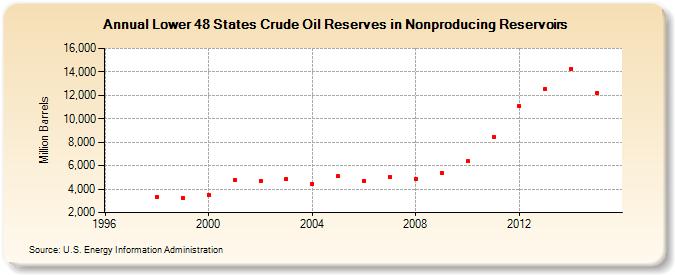 Annual Lower 48 States Crude Oil Reserves in Nonproducing Reservoirs
Million Barrels
16,000
14,000
12,000
10,000
8,000
6,000
4,000
2,000
1996 2000 2004 2008 2012
Source: U.S. Energy Information Administration